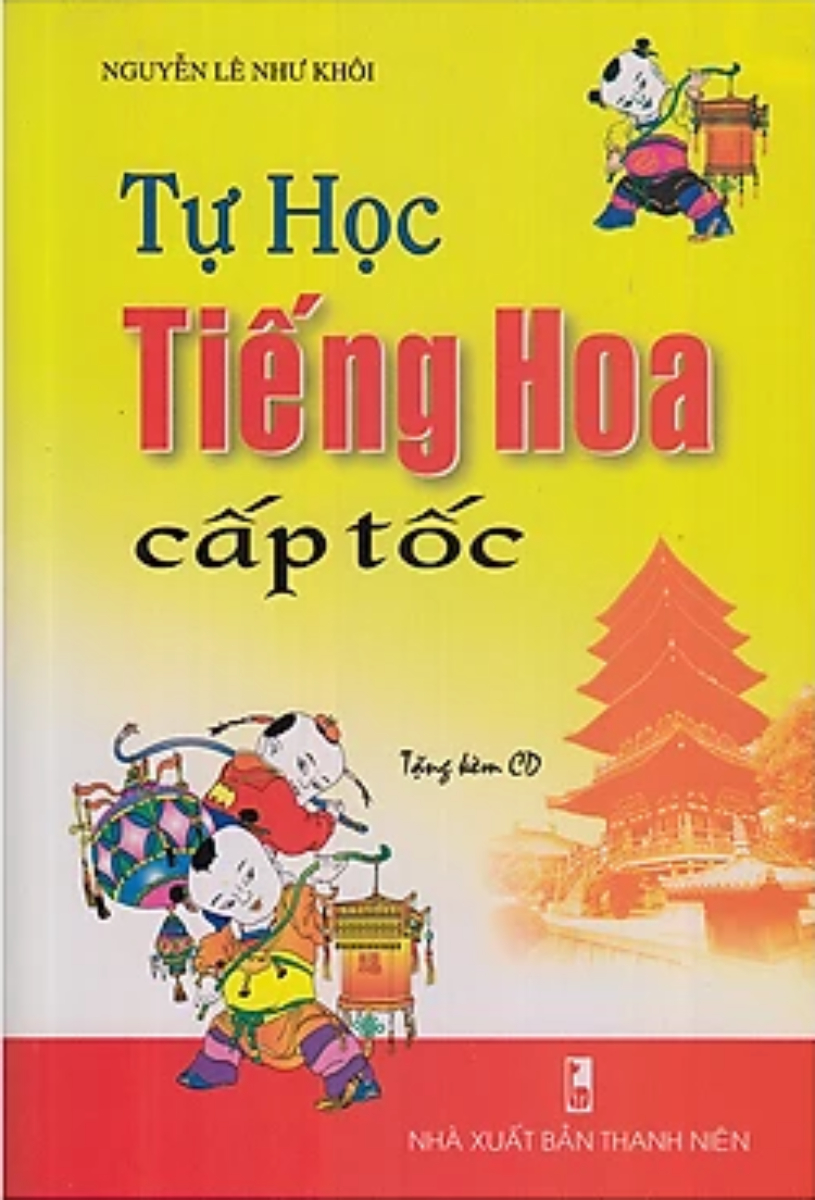 NGUYỄN LÊ NHƯ KHÔI
Tự Học
Tiếng Hoa
cấp tốc
Tặng kèm CD
NHÀ XUẤT BẢN THANH NIÊN